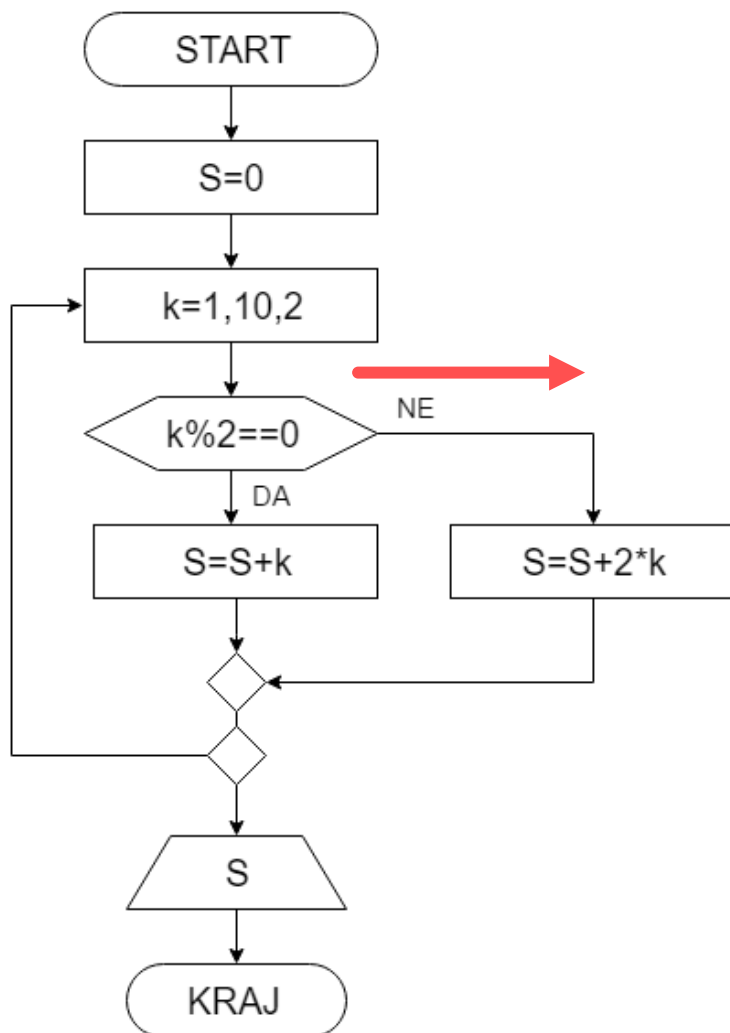 START
S=0
k=1,10,2
NE
k%2==0
DA
S=S+k
S=S+2*k
S
KRAJ